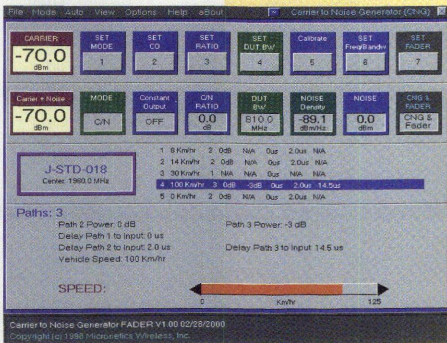 File Mode Auto View Options Help aBout Carrier to Noise Generator (CNG)
CARRIER -70.0 dBm
SET MODE 1
SET CO 2
SET RATIO 3
SET DUT BW 4
Calibrate 5
SET Freq/Bandw 6
SET FADER 7
Carrier + Noise -70.0 dBm
MODE C/N
Constant Output OFF
C/N RATIO 0.0 dB
DUT BW 810.0 MHz
NOISE Density -89.1 dBm/Hz
NOISE 0.0 dBm
CNG & FADER CNG & Fader
J-STD-018
Center: 1960.0 MHz
1 8 Km/hr 2 0dB N/A 0us 2.0us N/A
2 14 Km/hr 2 0dB N/A 0us 2.0us N/A
3 30 Km/hr 1 N/A N/A 0us N/A N/A
4 100 Km/hr 3 0dB -3dB 0us 2.0us 14.5us
5 0 Km/hr 2 0dB N/A 0us 2.0us N/A
Paths: 3
Path 2 Power: 0 dB Path 3 Power: -3 dB
Delay Path 1 to Input: 0 us
Delay Path 2 to Input: 2.0 us Delay Path 3 to Input: 14.5 us
Vehicle Speed: 100 Km/hr
SPEED:
0 Km/hr 125
Carrier to Noise Generator FADER V1.00 02/25/2000
Copyright (c) 1998 Micronetics Wireless, Inc.